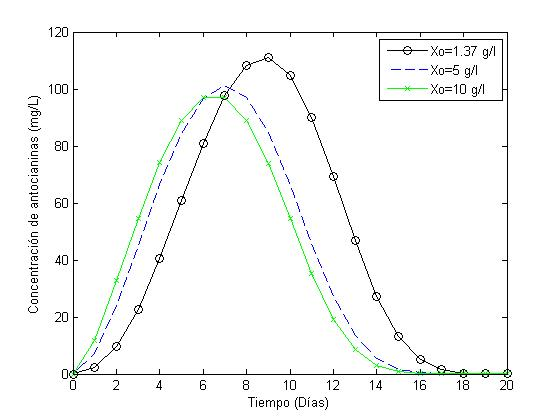 120
100
80
60
40
20
0
Concentración de antocianinas (mg/L)
Xo=1.37 g/l
Xo=5 g/l
Xo=10 g/l
0 2 4 6 8 10 12 14 16 18 20
Tiempo (Días)